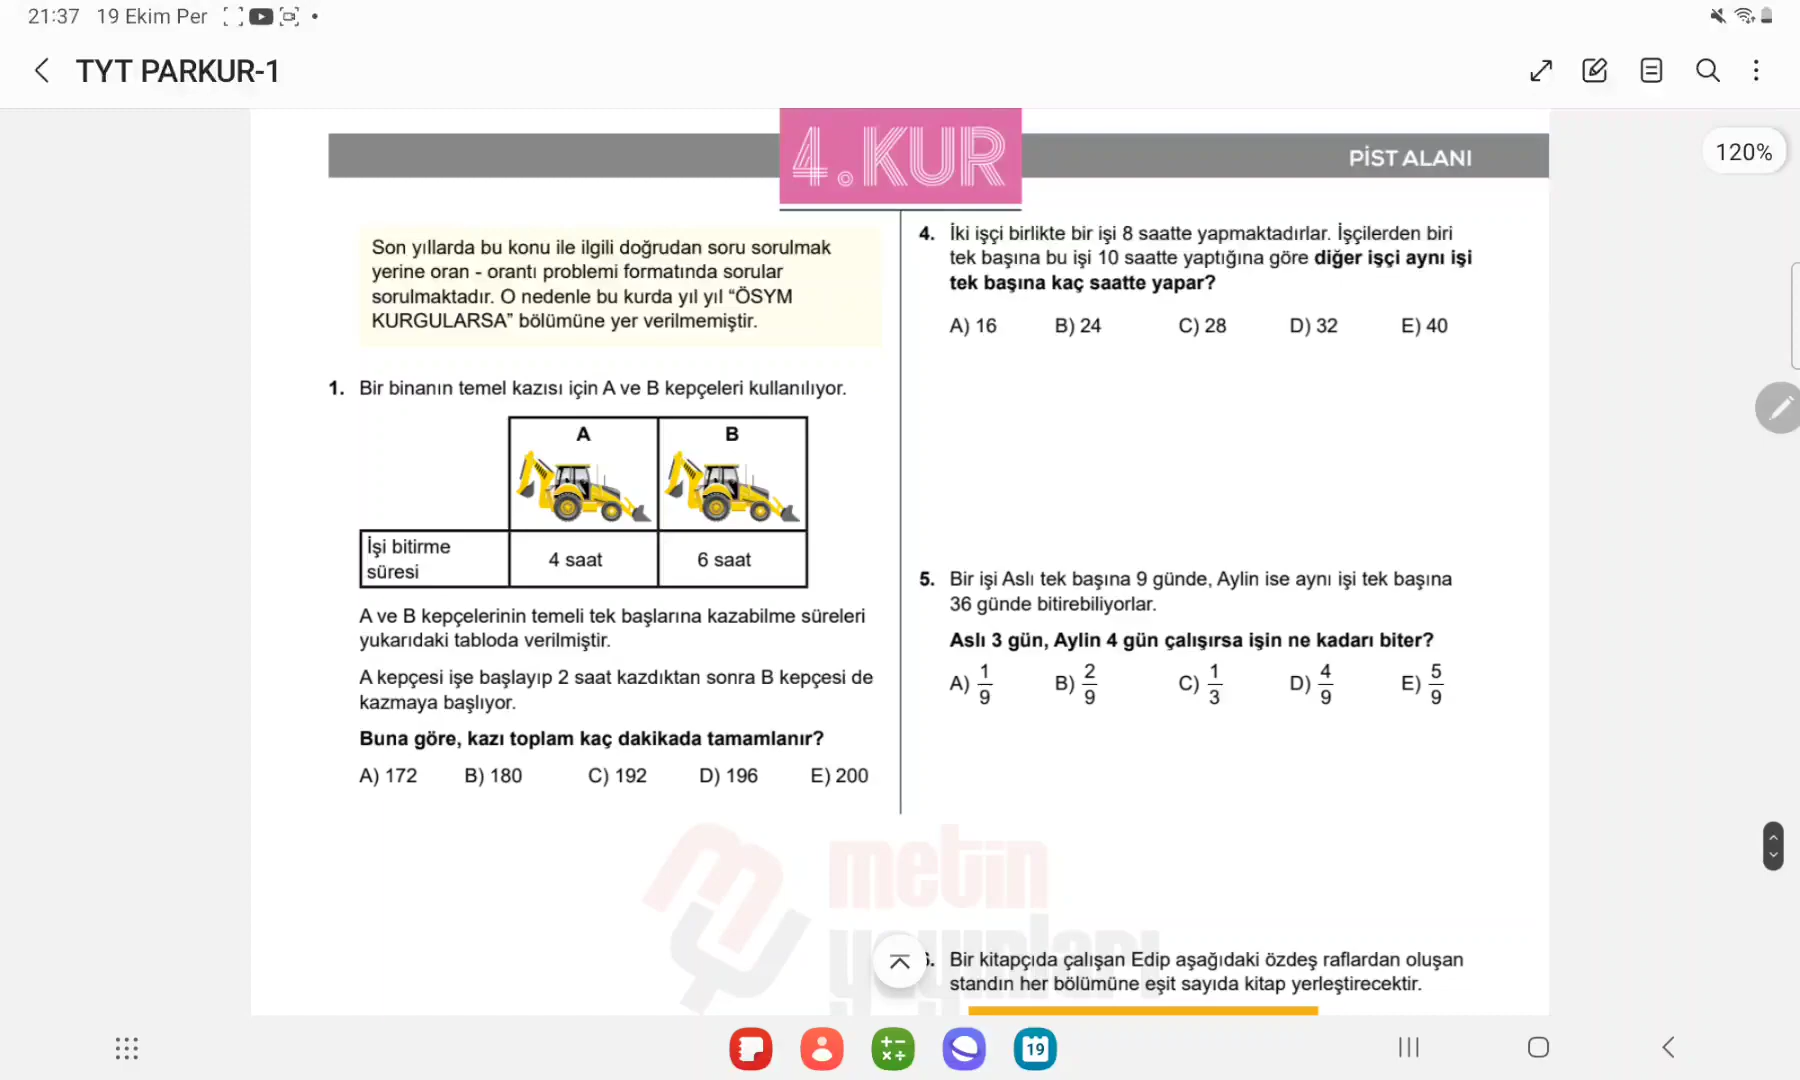 21:37 19 Ekim Per
TYT PARKUR-1
4.KUR
PİST ALANI
120%
Son yıllarda bu konu ile ilgili doğrudan soru sorulmak
yerine oran - orantı problemi formatında sorular
sorulmaktadır. O nedenle bu kurda yıl yıl “ÖSYM
KURGULARSA” bölümüne yer verilmemiştir.
1. Bir binanın temel kazısı için A ve B kepçeleri kullanılıyor.
A B
İşi bitirme
süresi
4 saat 6 saat
A ve B kepçelerinin temeli tek başlarına kazabilme süreleri
yukarıdaki tabloda verilmiştir.
A kepçesi işe başlayıp 2 saat kazdıktan sonra B kepçesi de
kazmaya başlıyor.
Buna göre, kazı toplam kaç dakikada tamamlanır?
A) 172 B) 180 C) 192 D) 196 E) 200
4. İki işçi birlikte bir işi 8 saatte yapmaktadırlar. İşçilerden biri
tek başına bu işi 10 saatte yaptığına göre diğer işçi aynı işi
tek başına kaç saatte yapar?
A) 16 B) 24 C) 28 D) 32 E) 40
5. Bir işi Aslı tek başına 9 günde, Aylin ise aynı işi tek başına
36 günde bitirebiliyorlar.
Aslı 3 gün, Aylin 4 gün çalışırsa işin ne kadarı biter?
A) 1/9 B) 2/9 C) 1/3 D) 4/9 E) 5/9
metin
yayınları
6. Bir kitapçıda çalışan Edip aşağıdaki özdeş raflardan oluşan
standın her bölümüne eşit sayıda kitap yerleştirecektir.
19